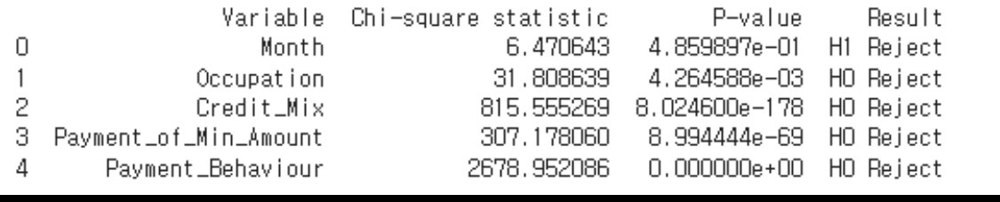 Variable Chi-square statistic P-value Result
0 Month 6.470643 4.859897e-01 H1 Reject
1 Occupation 31.808639 4.264588e-03 H0 Reject
2 Credit_Mix 815.555269 8.024600e-178 H0 Reject
3 Payment_of_Min_Amount 307.178060 8.994444e-69 H0 Reject
4 Payment_Behaviour 2678.952086 0.000000e+00 H0 Reject